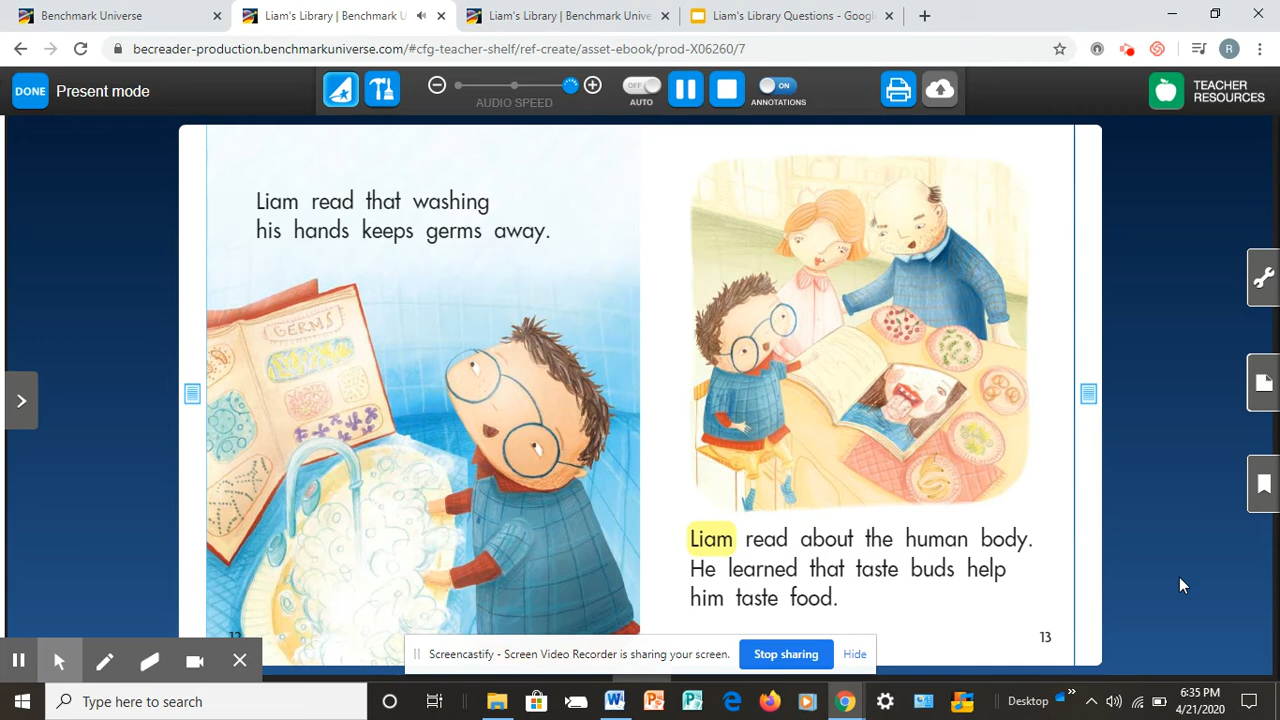 Benchmark Universe
Liam's Library | Benchmark U
Liam's Library | Benchmark Unive
Liam's Library Questions - Googl
becreader-production.benchmarkuniverse.com/#cfg-teacher-shelf/ref-create/asset-ebook/prod-X06260/7
R
DONE
Present mode
AUDIO SPEED
OFF
AUTO
ON
ANNOTATIONS
TEACHER
RESOURCES
Liam read that washing
his hands keeps germs away.
GERMS
Liam read about the human body.
He learned that taste buds help
him taste food.
12
13
Screencastify - Screen Video Recorder is sharing your screen.
Stop sharing
Hide
Type here to search
Desktop
6:35 PM
4/21/2020